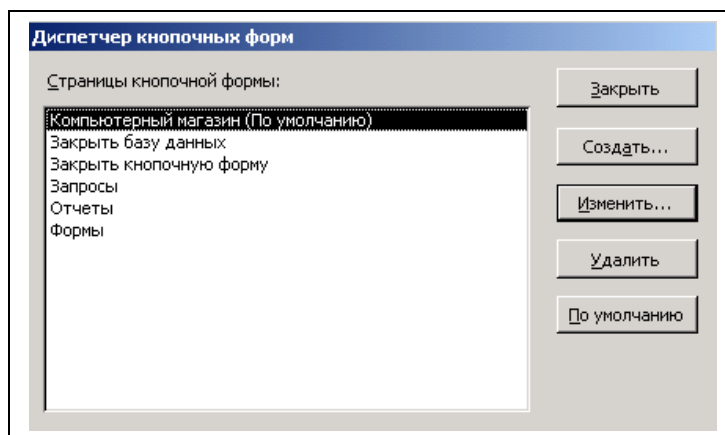 Диспетчер кнопочных форм
Страницы кнопочной формы:
Компьютерный магазин (По умолчанию)
Закрыть базу данных
Закрыть кнопочную форму
Запросы
Отчеты
Формы
Закрыть
Создать...
Изменить...
Удалить
По умолчанию